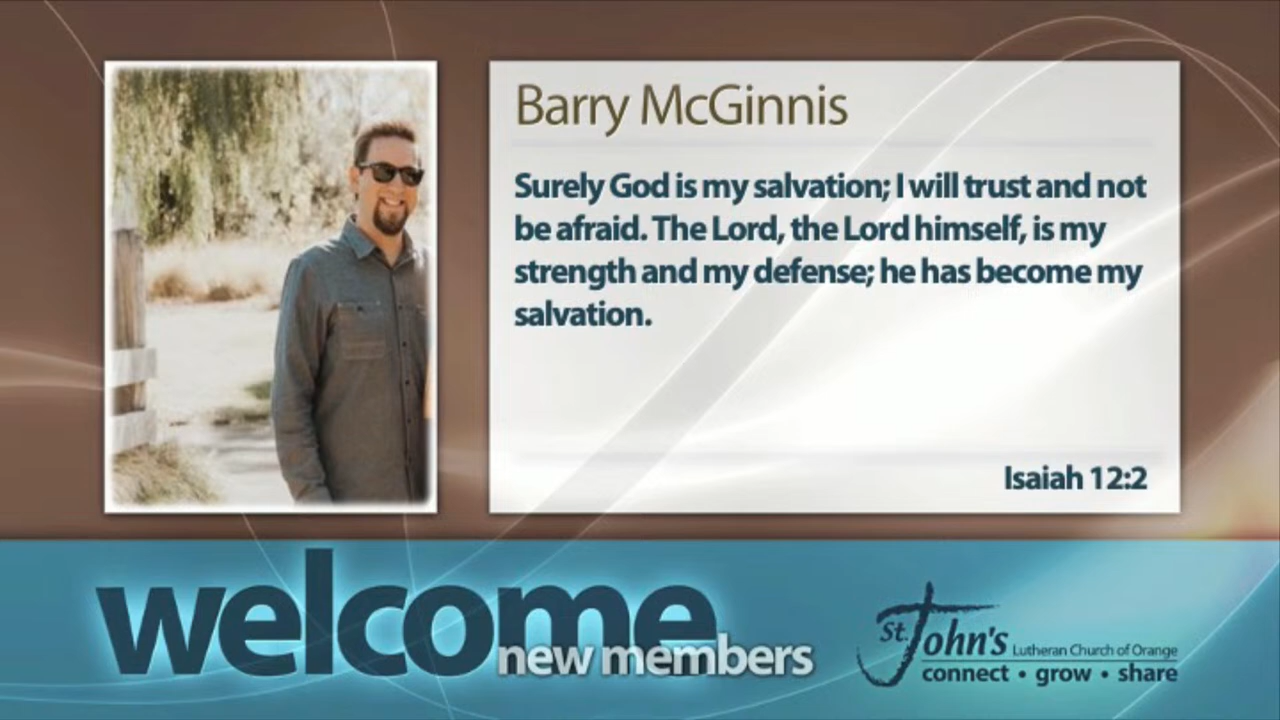 Barry McGinnis
Surely God is my salvation; I will trust and not
be afraid. The Lord, the Lord himself, is my
strength and my defense; he has become my
salvation.
Isaiah 12:2
welcome
new members
St. John's Lutheran Church of Orange
connect • grow • share